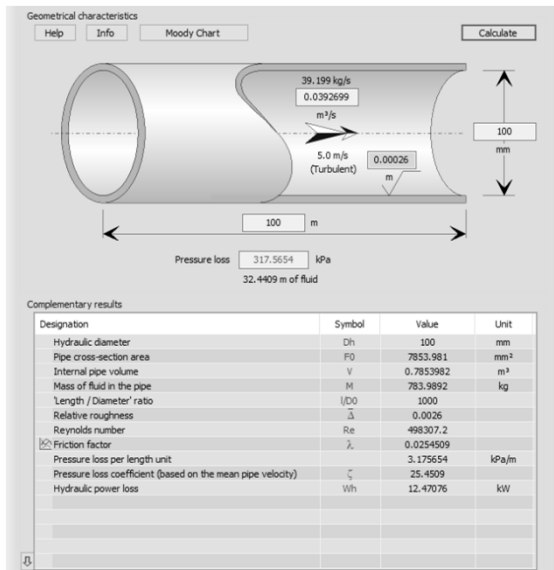 Geometrical characteristics
Help Info Moody Chart Calculate
39.199 kg/s
0.0392699
m³/s
5.0 m/s
(Turbulent)
0.00026
m
100
mm
100 m
Pressure loss 317.5654 kPa
32.4409 m of fluid
Complementary results
Designation Symbol Value Unit
Hydraulic diameter Dh 100 mm
Pipe cross-section area F0 7853.981 mm²
Internal pipe volume V 0.7853982 m³
Mass of fluid in the pipe M 783.9892 kg
'Length / Diameter' ratio l/D0 1000
Relative roughness Δ̅ 0.0026
Reynolds number Re 498307.2
Friction factor λ 0.0254509
Pressure loss per length unit 3.175654 kPa/m
Pressure loss coefficient (based on the mean pipe velocity) ζ 25.4509
Hydraulic power loss Wh 12.47076 kW